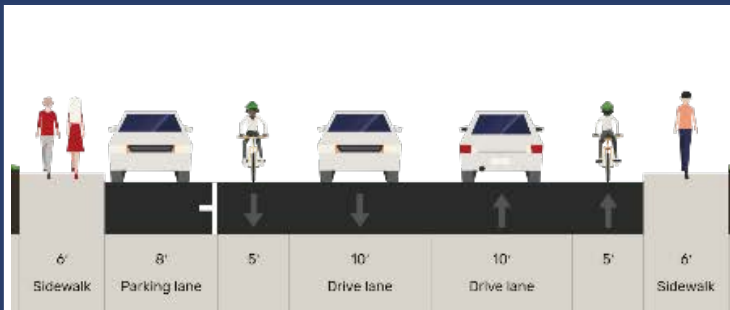 6' 8' 5' 10' 10' 5' 6'
Sidewalk Parking lane Drive lane Drive lane Sidewalk